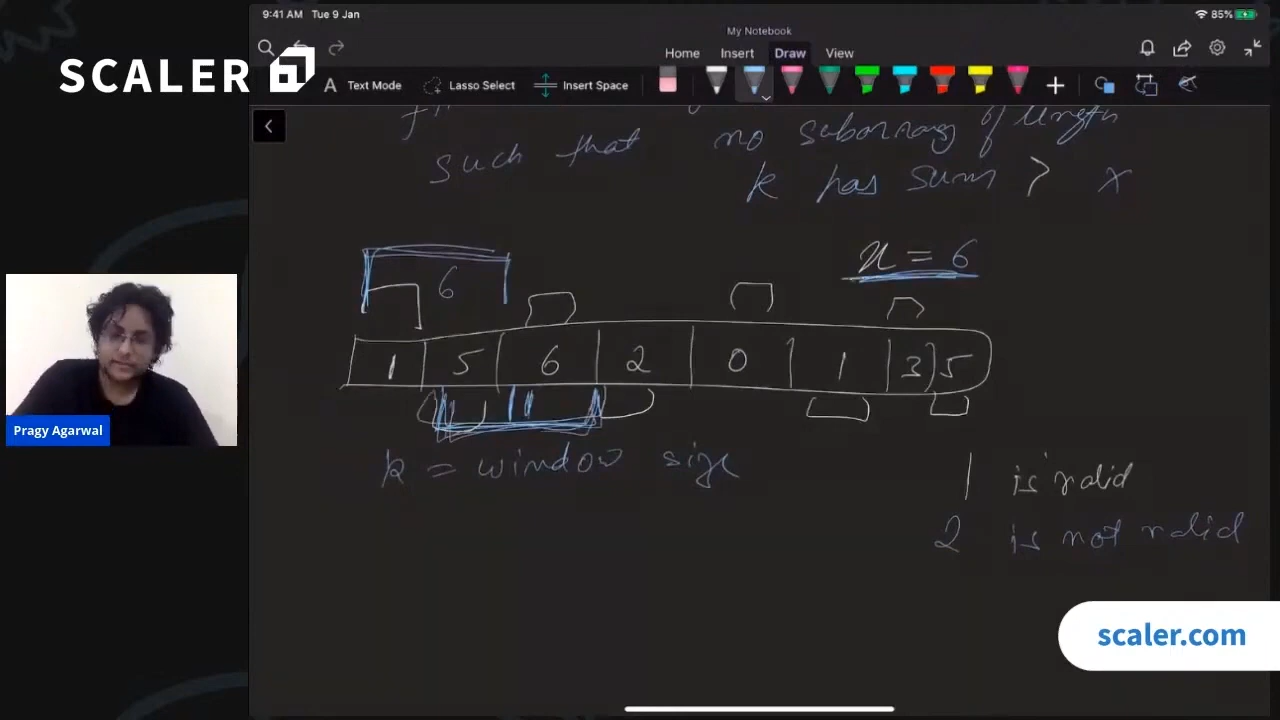 9:41 AM Tue 9 Jan
85%
My Notebook
SCALER
Home Insert Draw View
Text Mode Lasso Select Insert Space
no subarray of length
such that
k has sum > x
x = 6
6
1 5 6 2 0 1 3 5
Pragy Agarwal
k = window size
1 is valid
2 is not valid
scaler.com